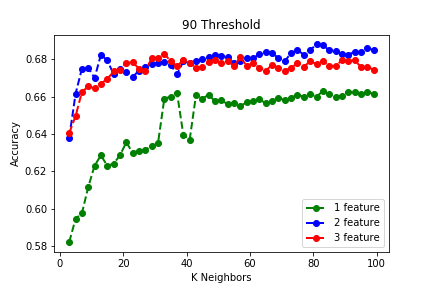 90 Threshold
0.68
0.66
0.64
0.62
0.60
0.58
Accuracy
0
20
40
60
80
100
K Neighbors
1 feature
2 feature
3 feature